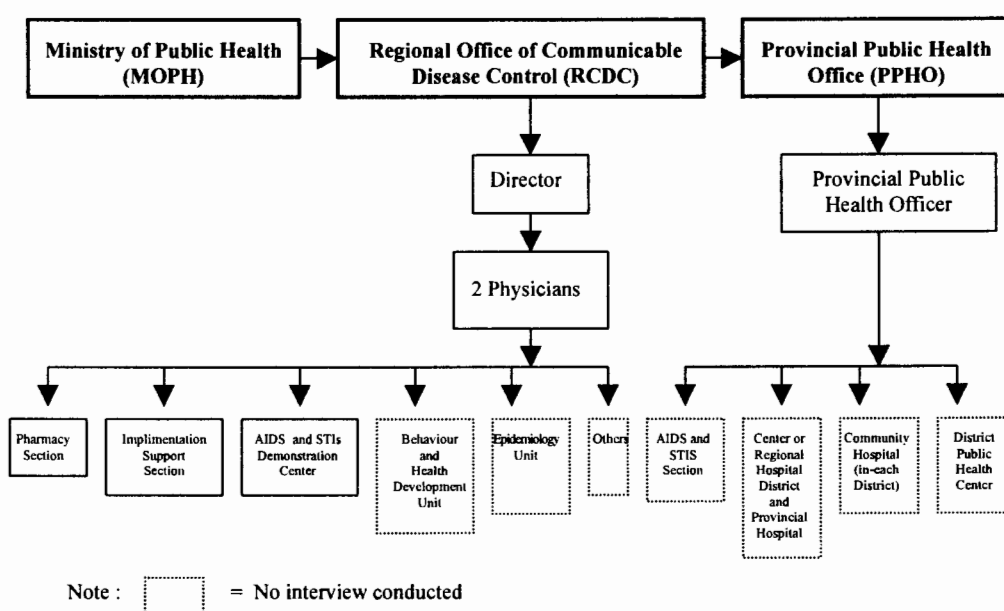 Ministry of Public Health
(MOPH)
Regional Office of Communicable
Disease Control (RCDC)
Provincial Public Health
Office (PPHO)
Director
Provincial Public
Health Officer
2 Physicians
Pharmacy
Section
Implimentation
Support
Section
AIDS and STIs
Demonstration
Center
Behaviour
and
Health
Development
Unit
Epidemiology
Unit
Others
AIDS and
STIS
Section
Center or
Regional
Hospital
District
and
Provincial
Hospital
Community
Hospital
(in-each
District)
District
Public
Health
Center
Note : = No interview conducted